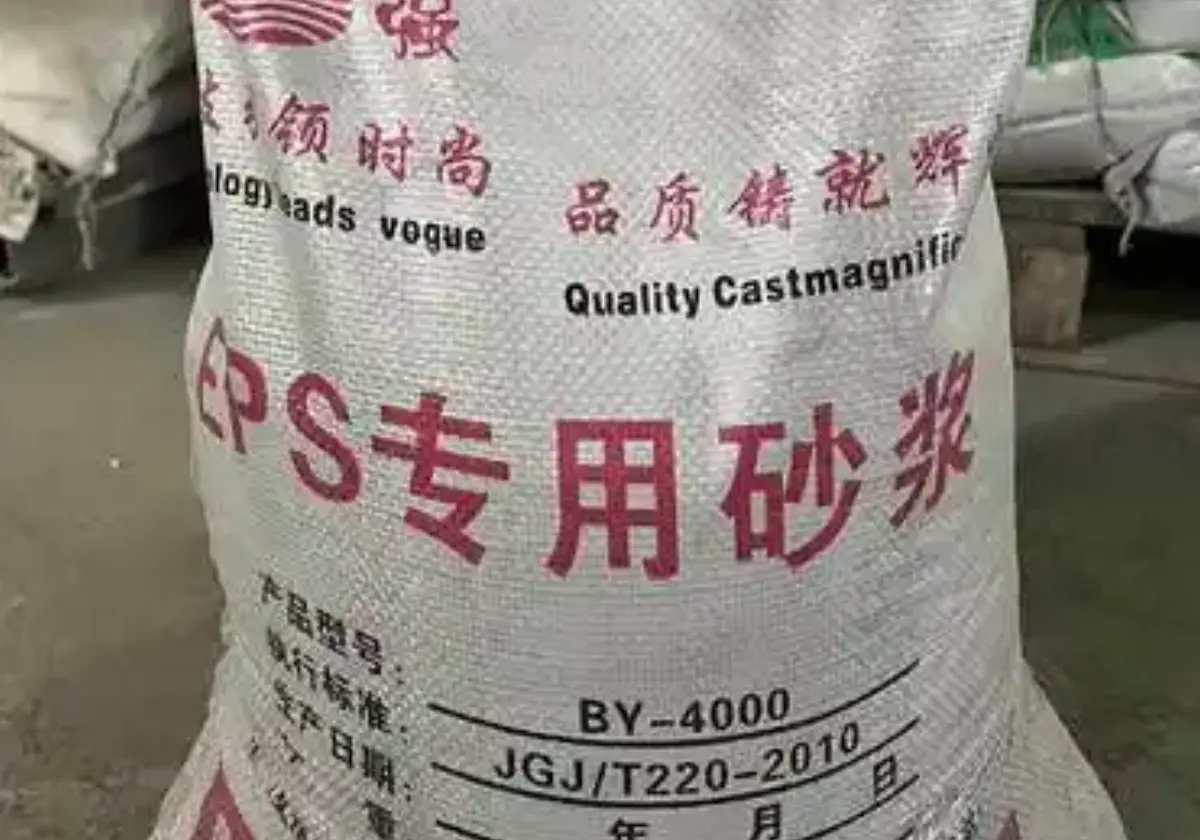 强
领时尚
eads vogue
品质铸就辉
Quality Castmagnific
EPS专用砂浆
产品型号: BY-4000
执行标准: JGJ/T220-2010
生产日期: 年 月 日